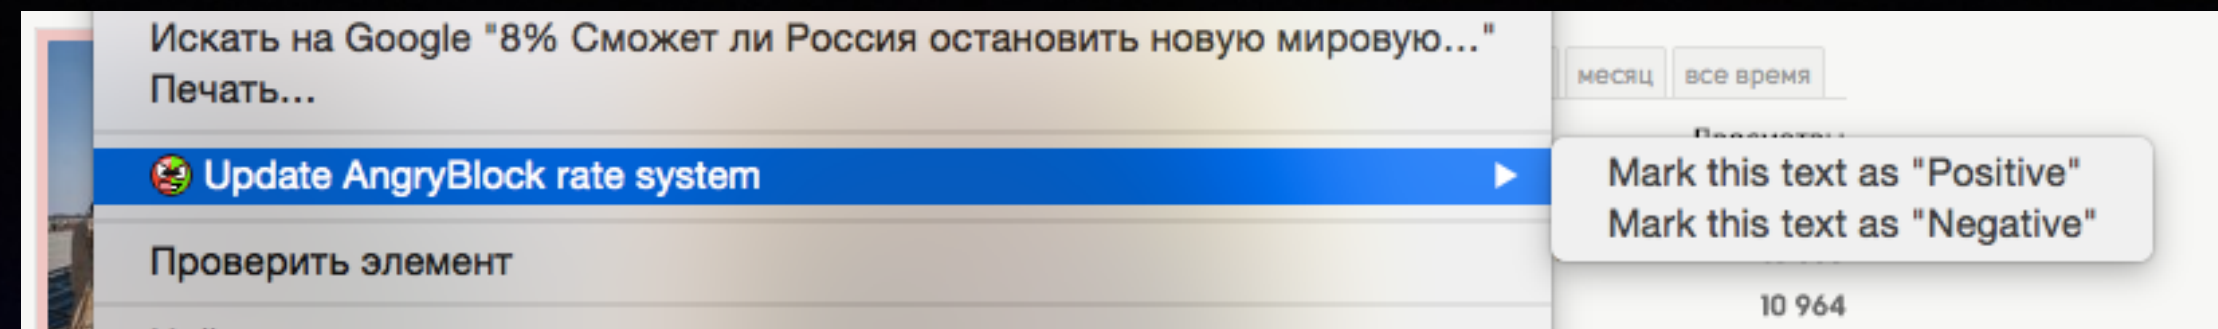 Искать на Google "8% Сможет ли Россия остановить новую мировую..."
Печать...
Update AngryBlock rate system
Проверить элемент
месяц
все время
Mark this text as "Positive"
Mark this text as "Negative"
10 964